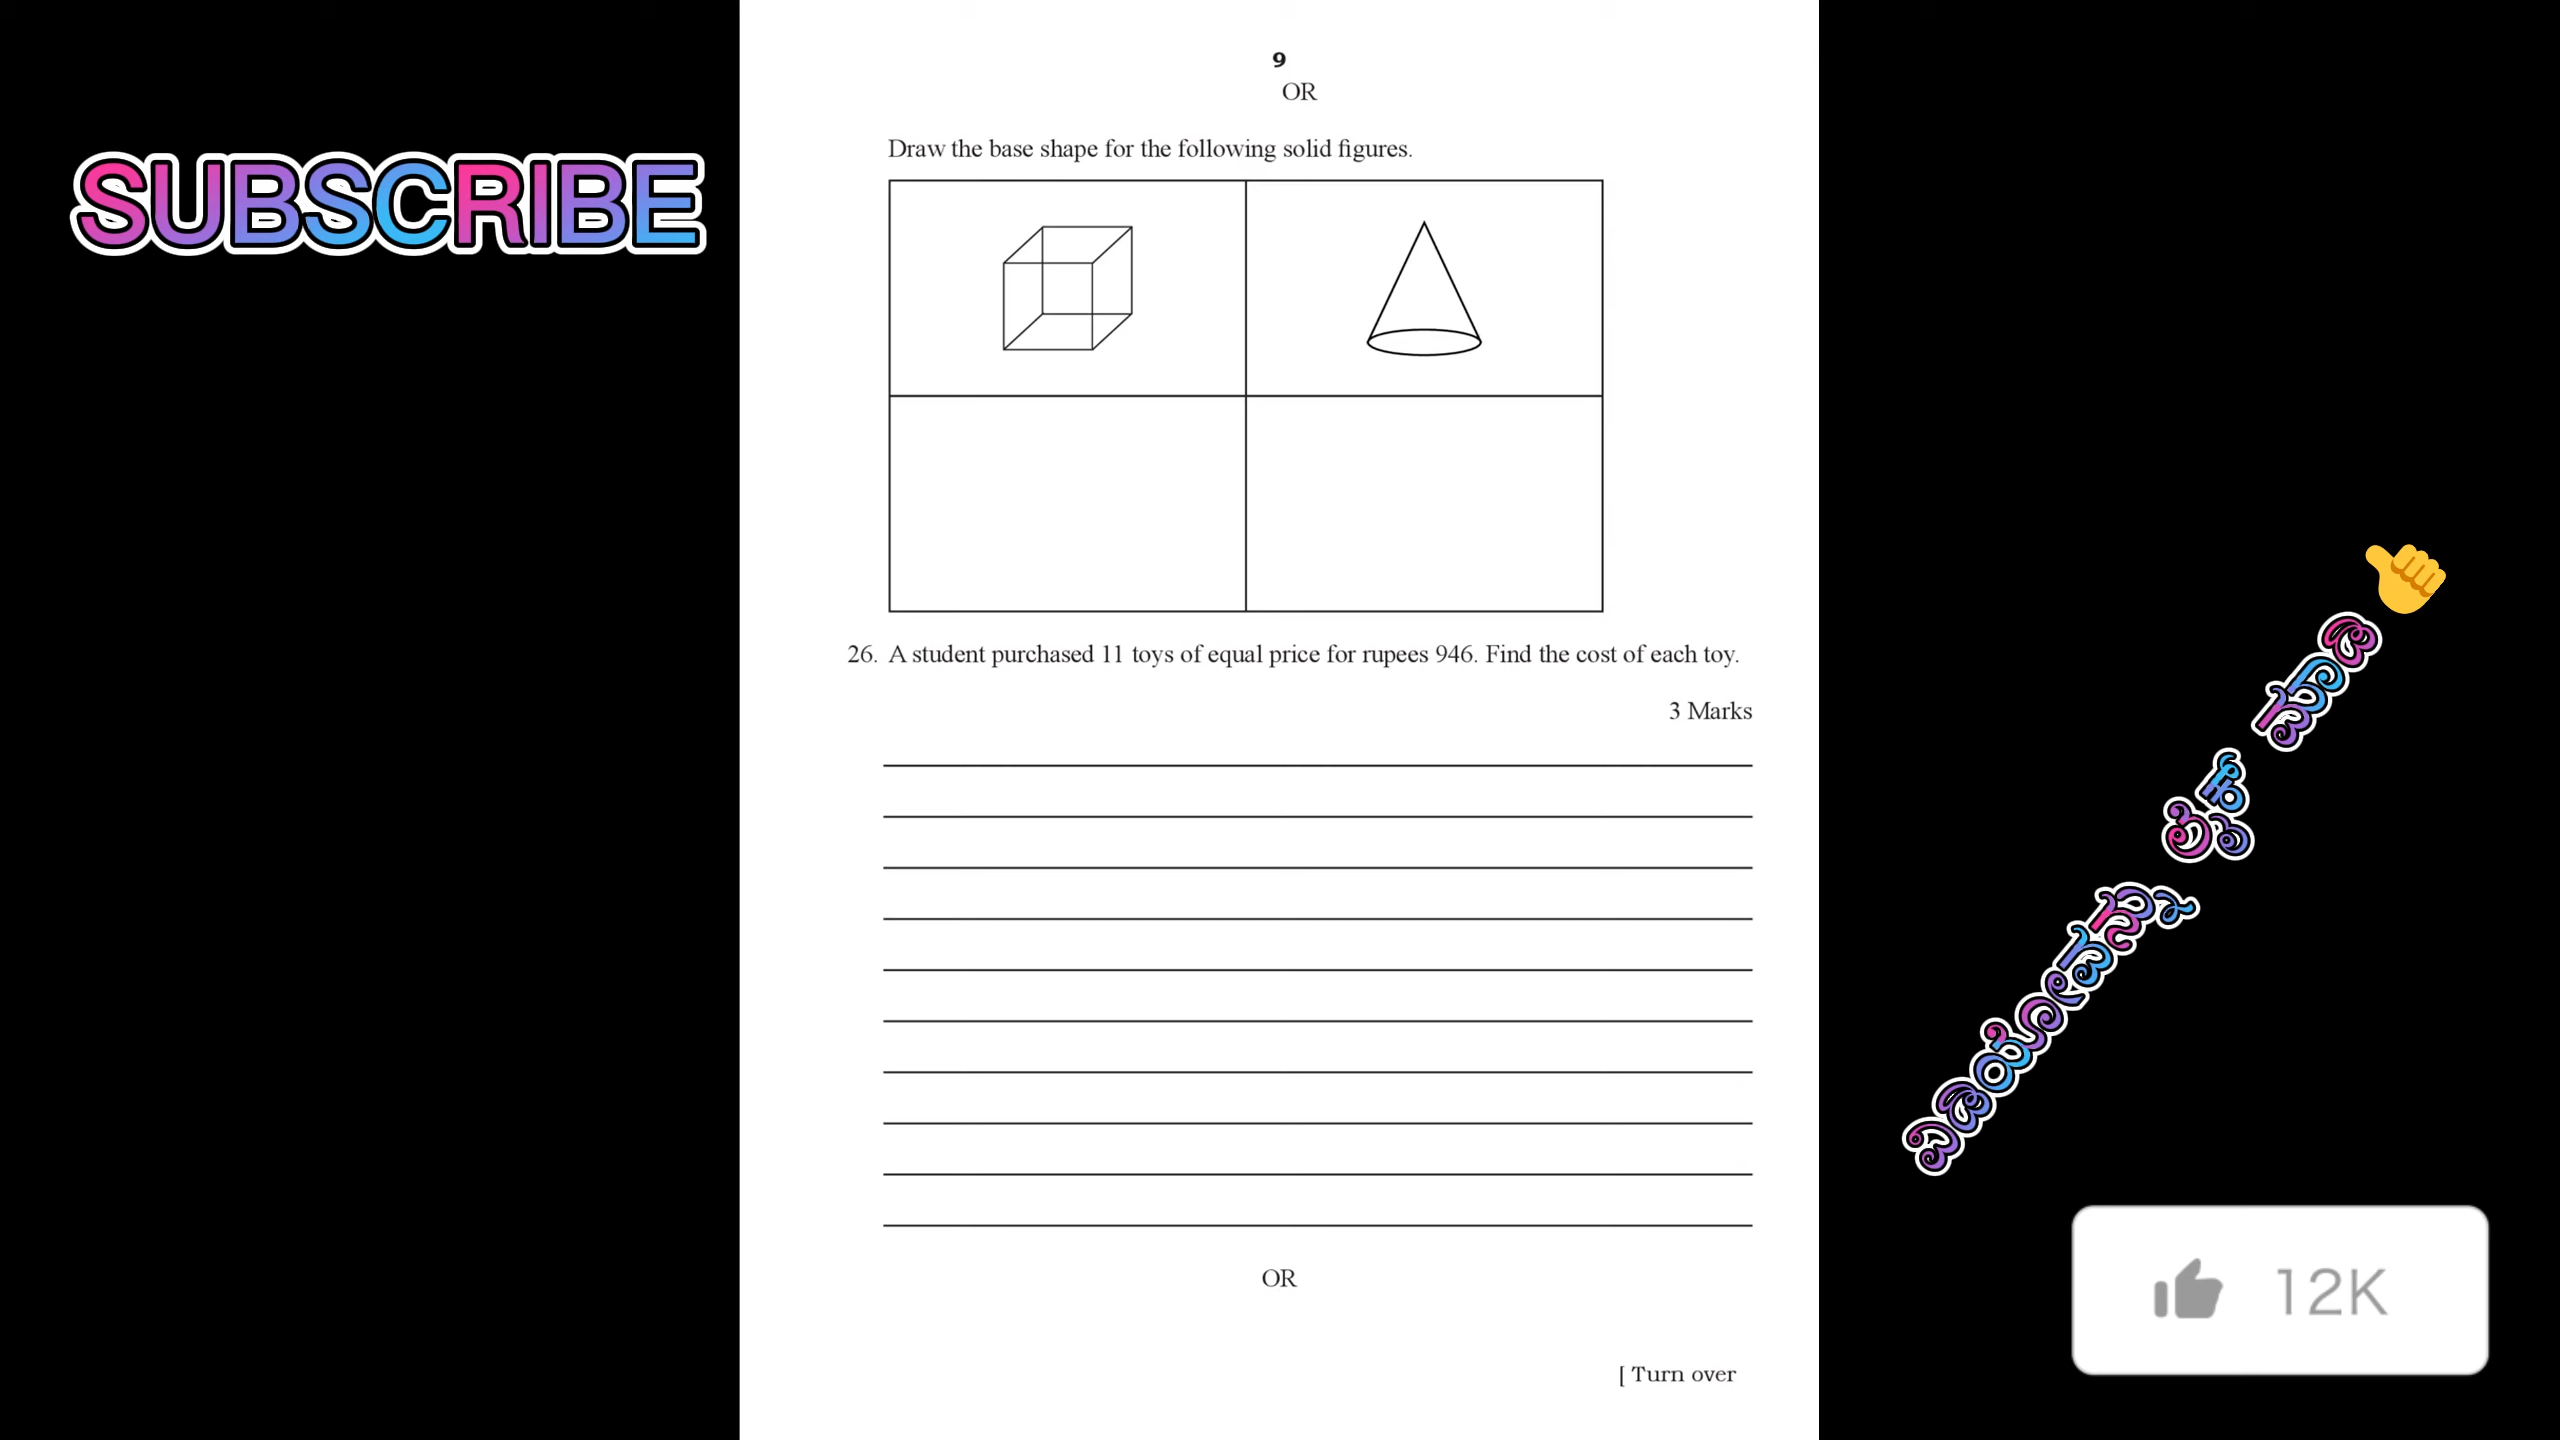 SUBSCRIBE
9
OR
Draw the base shape for the following solid figures.
26. A student purchased 11 toys of equal price for rupees 946. Find the cost of each toy.
3 Marks
OR
[ Turn over
12K